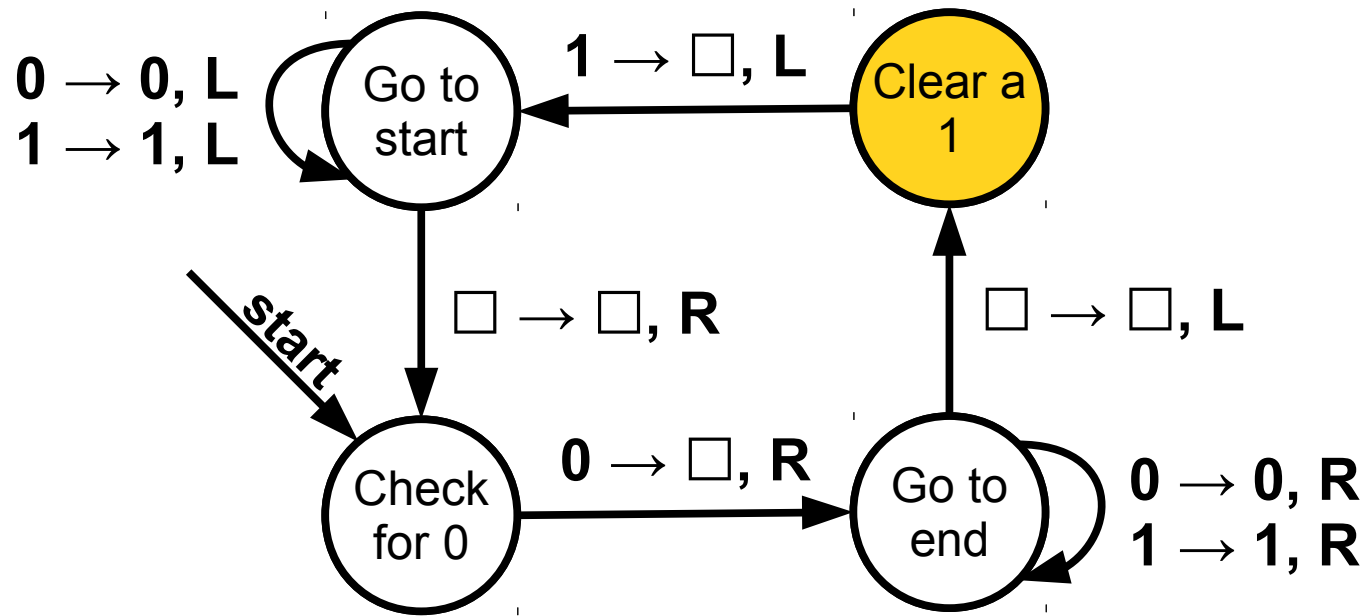 0 → 0, L
1 → 1, L
Go to
start
1 → □, L
Clear a
1
□ → □, R
□ → □, L
start
Check
for 0
0 → □, R
Go to
end
0 → 0, R
1 → 1, R